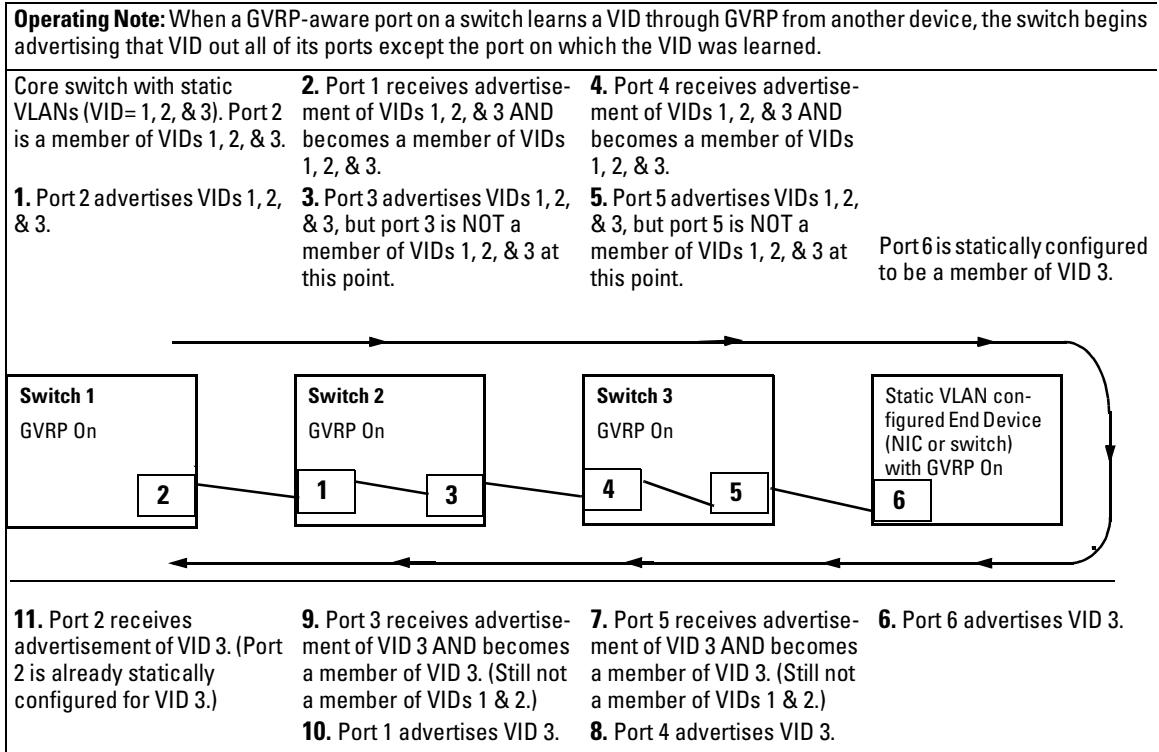 Operating Note: When a GVRP-aware port on a switch learns a VID through GVRP from another device, the switch begins
advertising that VID out all of its ports except the port on which the VID was learned.
Core switch with static
VLANs (VID= 1, 2, & 3). Port 2
is a member of VIDs 1, 2, & 3.
1. Port 2 advertises VIDs 1, 2,
& 3.
2. Port 1 receives advertise-
ment of VIDs 1, 2, & 3 AND
becomes a member of VIDs
1, 2, & 3.
3. Port 3 advertises VIDs 1, 2,
& 3, but port 3 is NOT a
member of VIDs 1, 2, & 3 at
this point.
4. Port 4 receives advertise-
ment of VIDs 1, 2, & 3 AND
becomes a member of VIDs
1, 2, & 3.
5. Port 5 advertises VIDs 1, 2,
& 3, but port 5 is NOT a
member of VIDs 1, 2, & 3 at
this point.
Port 6 is statically configured
to be a member of VID 3.
Switch 1
GVRP On
2
Switch 2
GVRP On
1
3
Switch 3
GVRP On
4
5
Static VLAN con-
figured End Device
(NIC or switch)
with GVRP On
6
11. Port 2 receives
advertisement of VID 3. (Port
2 is already statically
configured for VID 3.)
9. Port 3 receives advertise-
ment of VID 3 AND becomes
a member of VID 3. (Still not
a member of VIDs 1 & 2.)
10. Port 1 advertises VID 3.
7. Port 5 receives advertise-
ment of VID 3 AND becomes
a member of VID 3. (Still not
a member of VIDs 1 & 2.)
8. Port 4 advertises VID 3.
6. Port 6 advertises VID 3.